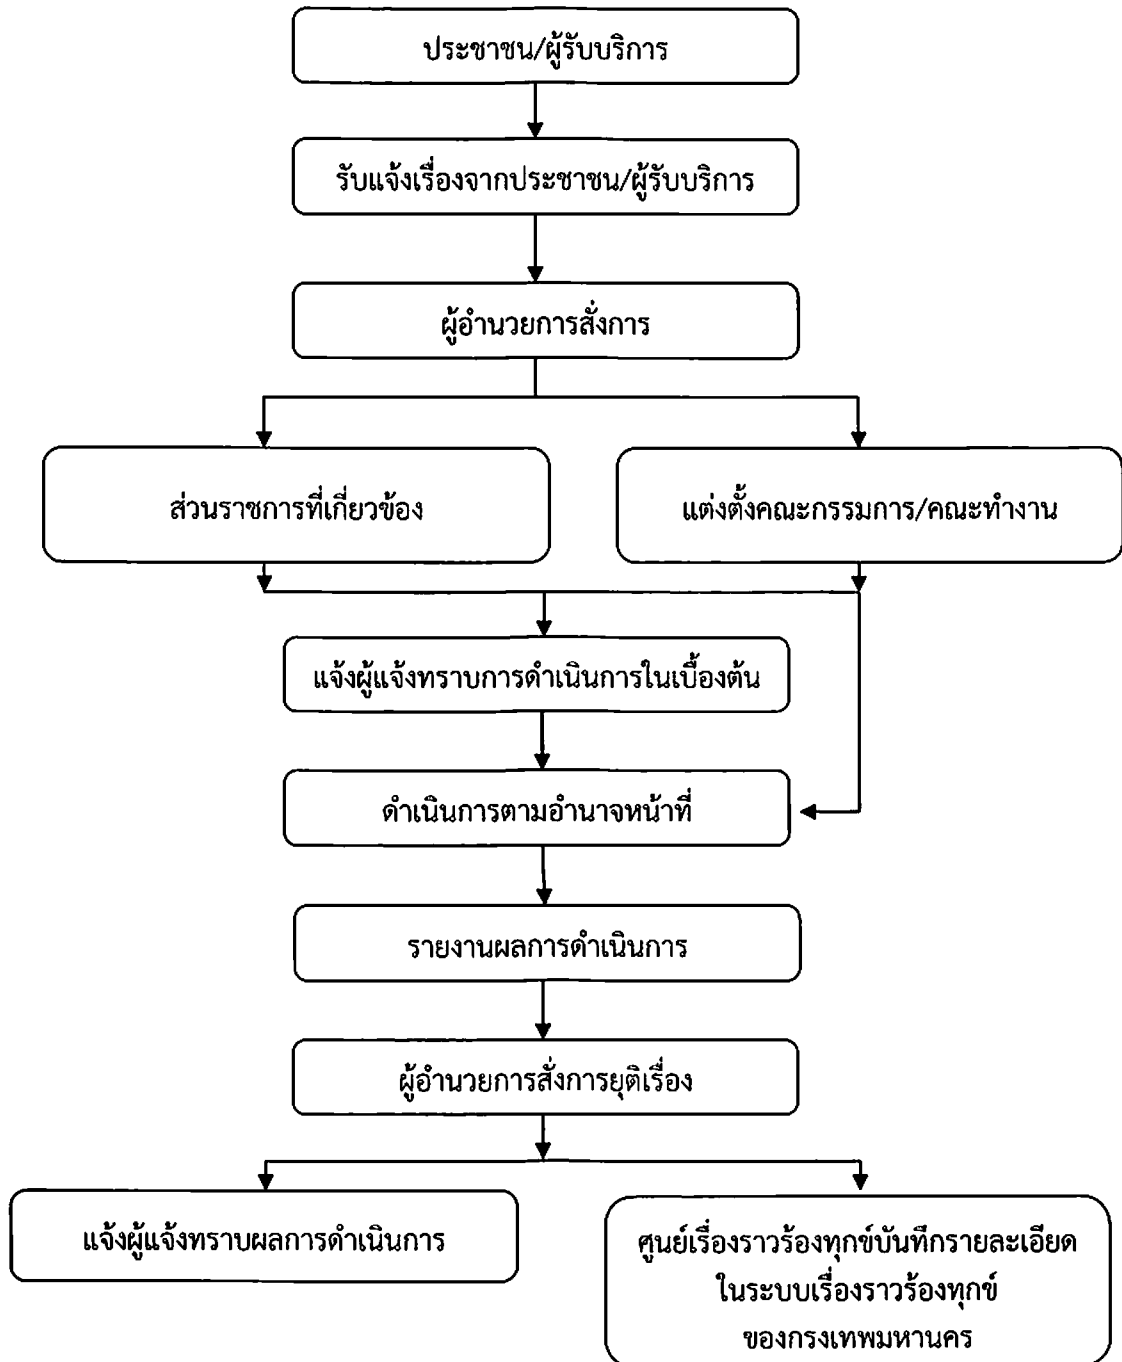 ประชาชน/ผู้รับบริการ
รับแจ้งเรื่องจากประชาชน/ผู้รับบริการ
ผู้อำนวยการสั่งการ
ส่วนราชการที่เกี่ยวข้อง
แต่งตั้งคณะกรรมการ/คณะทำงาน
แจ้งผู้แจ้งทราบการดำเนินการในเบื้องต้น
ดำเนินการตามอำนาจหน้าที่
รายงานผลการดำเนินการ
ผู้อำนวยการสั่งการยุติเรื่อง
แจ้งผู้แจ้งทราบผลการดำเนินการ
ศูนย์เรื่องราวร้องทุกข์บันทึกรายละเอียด
ในระบบเรื่องราวร้องทุกข์
ของกรุงเทพมหานคร